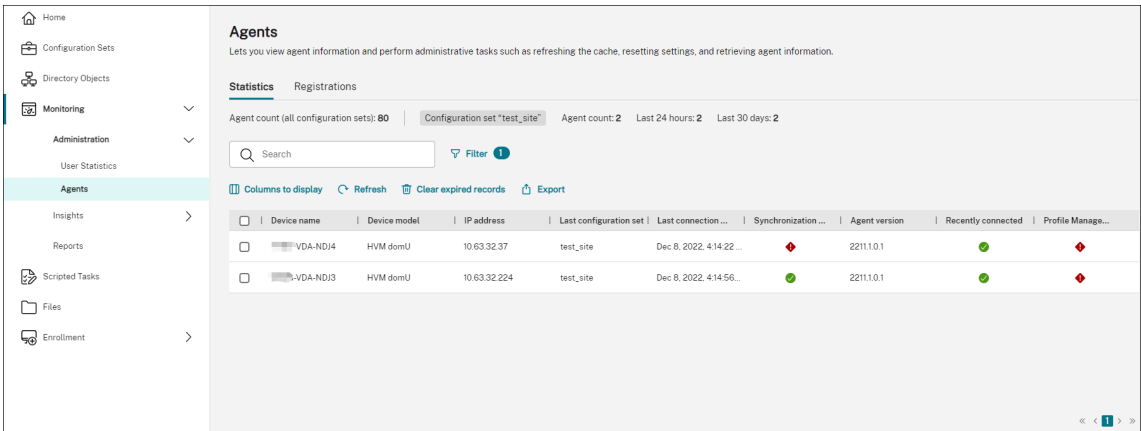 Home
Configuration Sets
Directory Objects
Monitoring
Administration
User Statistics
Agents
Insights
Reports
Scripted Tasks
Files
Enrollment
Agents
Lets you view agent information and perform administrative tasks such as refreshing the cache, resetting settings, and retrieving agent information.
Statistics Registrations
Agent count (all configuration sets): 80 Configuration set "test_site" Agent count: 2 Last 24 hours: 2 Last 30 days: 2
Search Filter 1
Columns to display Refresh Clear expired records Export
Device name Device model IP address Last configuration set Last connection ... Synchronization ... Agent version Recently connected Profile Manage...
VDA-NDJ4 HVM domU 10.63.32.37 test_site Dec 8, 2022, 4:14:22 ... 2211.1.0.1
-VDA-NDJ3 HVM domU 10.63.32.224 test_site Dec 8, 2022, 4:14:56... 2211.1.0.1
« < 1 > »